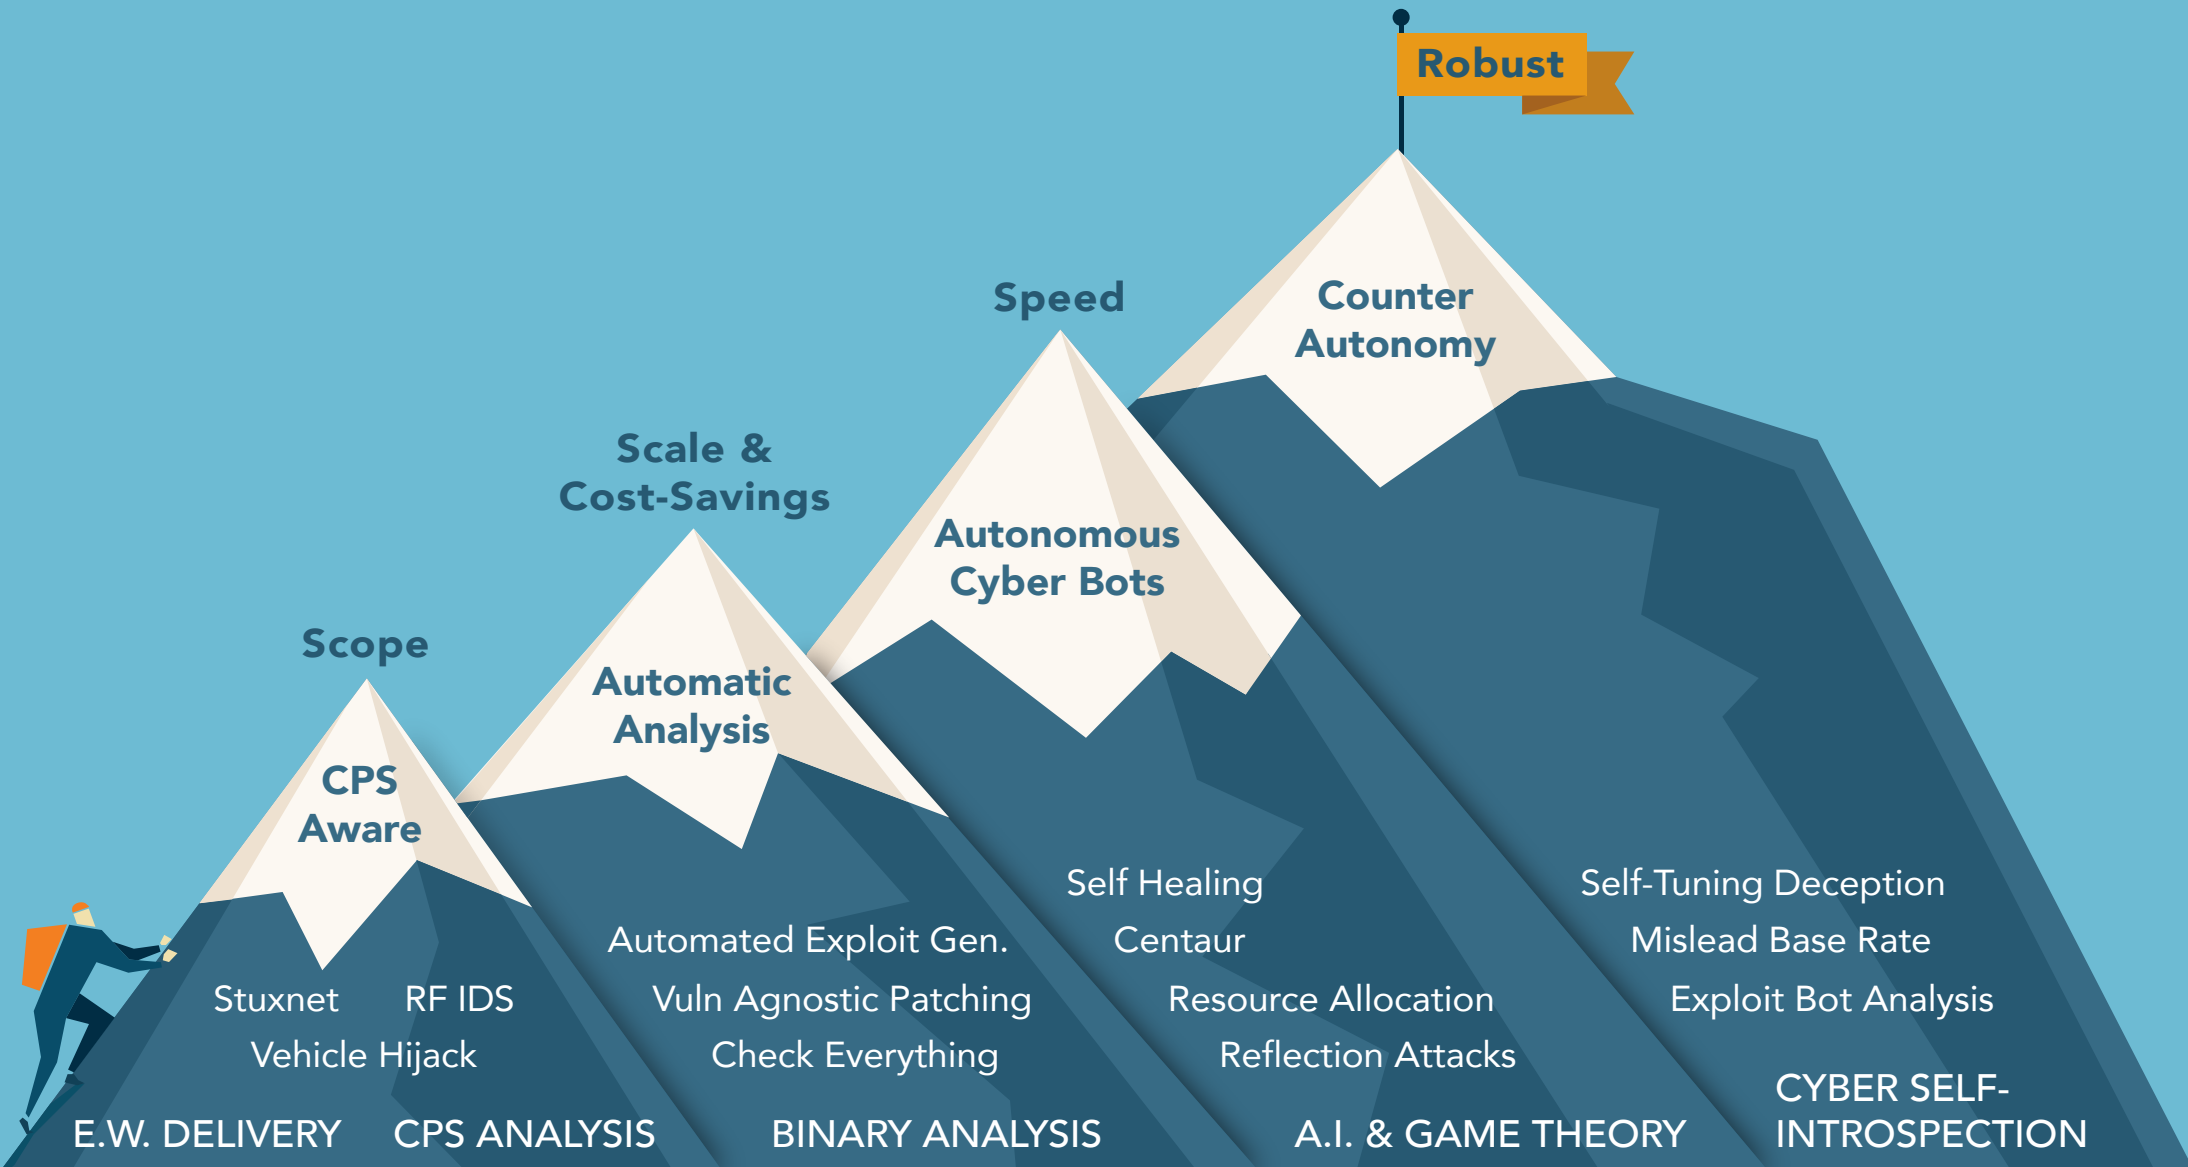 Robust
Counter
Autonomy
Speed
Autonomous
Cyber Bots
Scale &
Cost-Savings
Automatic
Analysis
Scope
CPS
Aware
Stuxnet RF IDS
Vehicle Hijack
E.W. DELIVERY CPS ANALYSIS
Automated Exploit Gen.
Vuln Agnostic Patching
Check Everything
BINARY ANALYSIS
Self Healing
Centaur
Resource Allocation
Reflection Attacks
A.I. & GAME THEORY
Self-Tuning Deception
Mislead Base Rate
Exploit Bot Analysis
CYBER SELF-
INTROSPECTION